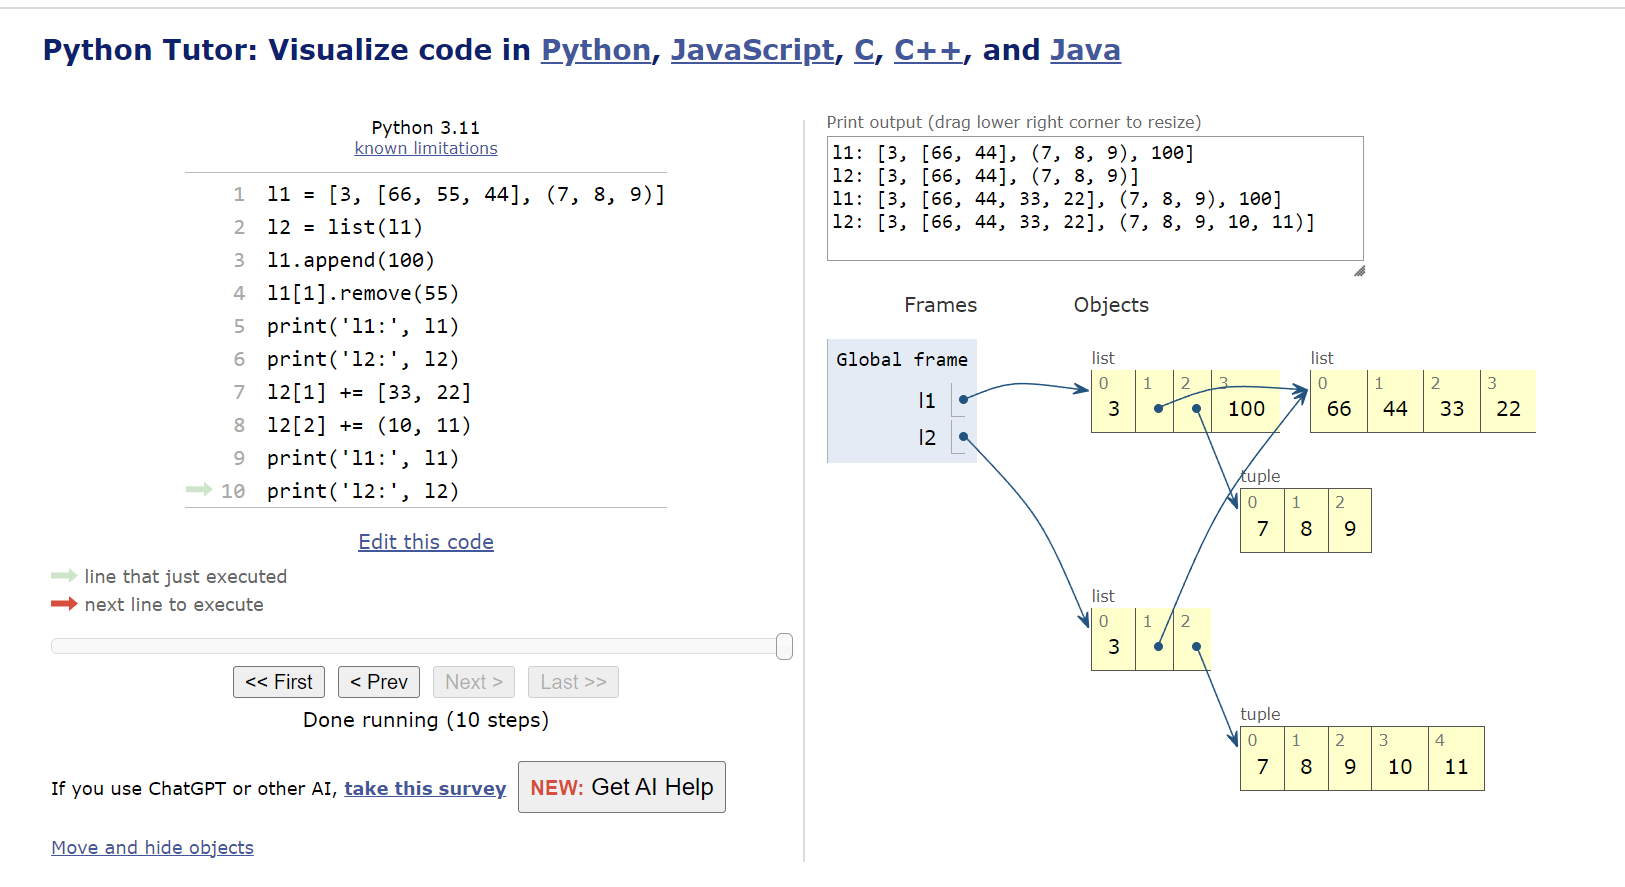 Python Tutor: Visualize code in Python, JavaScript, C, C++, and Java
Python 3.11
known limitations
1 l1 = [3, [66, 55, 44], (7, 8, 9)]
2 l2 = list(l1)
3 l1.append(100)
4 l1[1].remove(55)
5 print('l1:', l1)
6 print('l2:', l2)
7 l2[1] += [33, 22]
8 l2[2] += (10, 11)
9 print('l1:', l1)
10 print('l2:', l2)
Edit this code
line that just executed
next line to execute
<< First < Prev Next > Last >>
Done running (10 steps)
If you use ChatGPT or other AI, take this survey NEW: Get AI Help
Move and hide objects
Print output (drag lower right corner to resize)
l1: [3, [66, 44], (7, 8, 9), 100]
l2: [3, [66, 44], (7, 8, 9)]
l1: [3, [66, 44, 33, 22], (7, 8, 9), 100]
l2: [3, [66, 44, 33, 22], (7, 8, 9, 10, 11)]
Frames Objects
Global frame
l1
l2
list
0 1 2 3
3 100
list
0 1 2 3
66 44 33 22
tuple
0 1 2
7 8 9
list
0 1 2
3
tuple
0 1 2 3 4
7 8 9 10 11